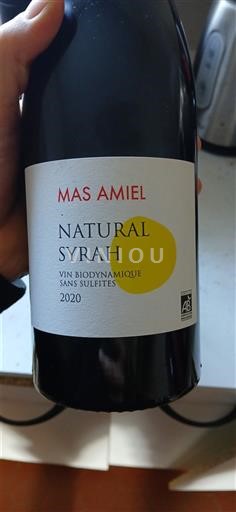 MAS AMIEL
NATURAL
SYRAH
VIN BIODYNAMIQUE
SANS SULFITES
2020
AB